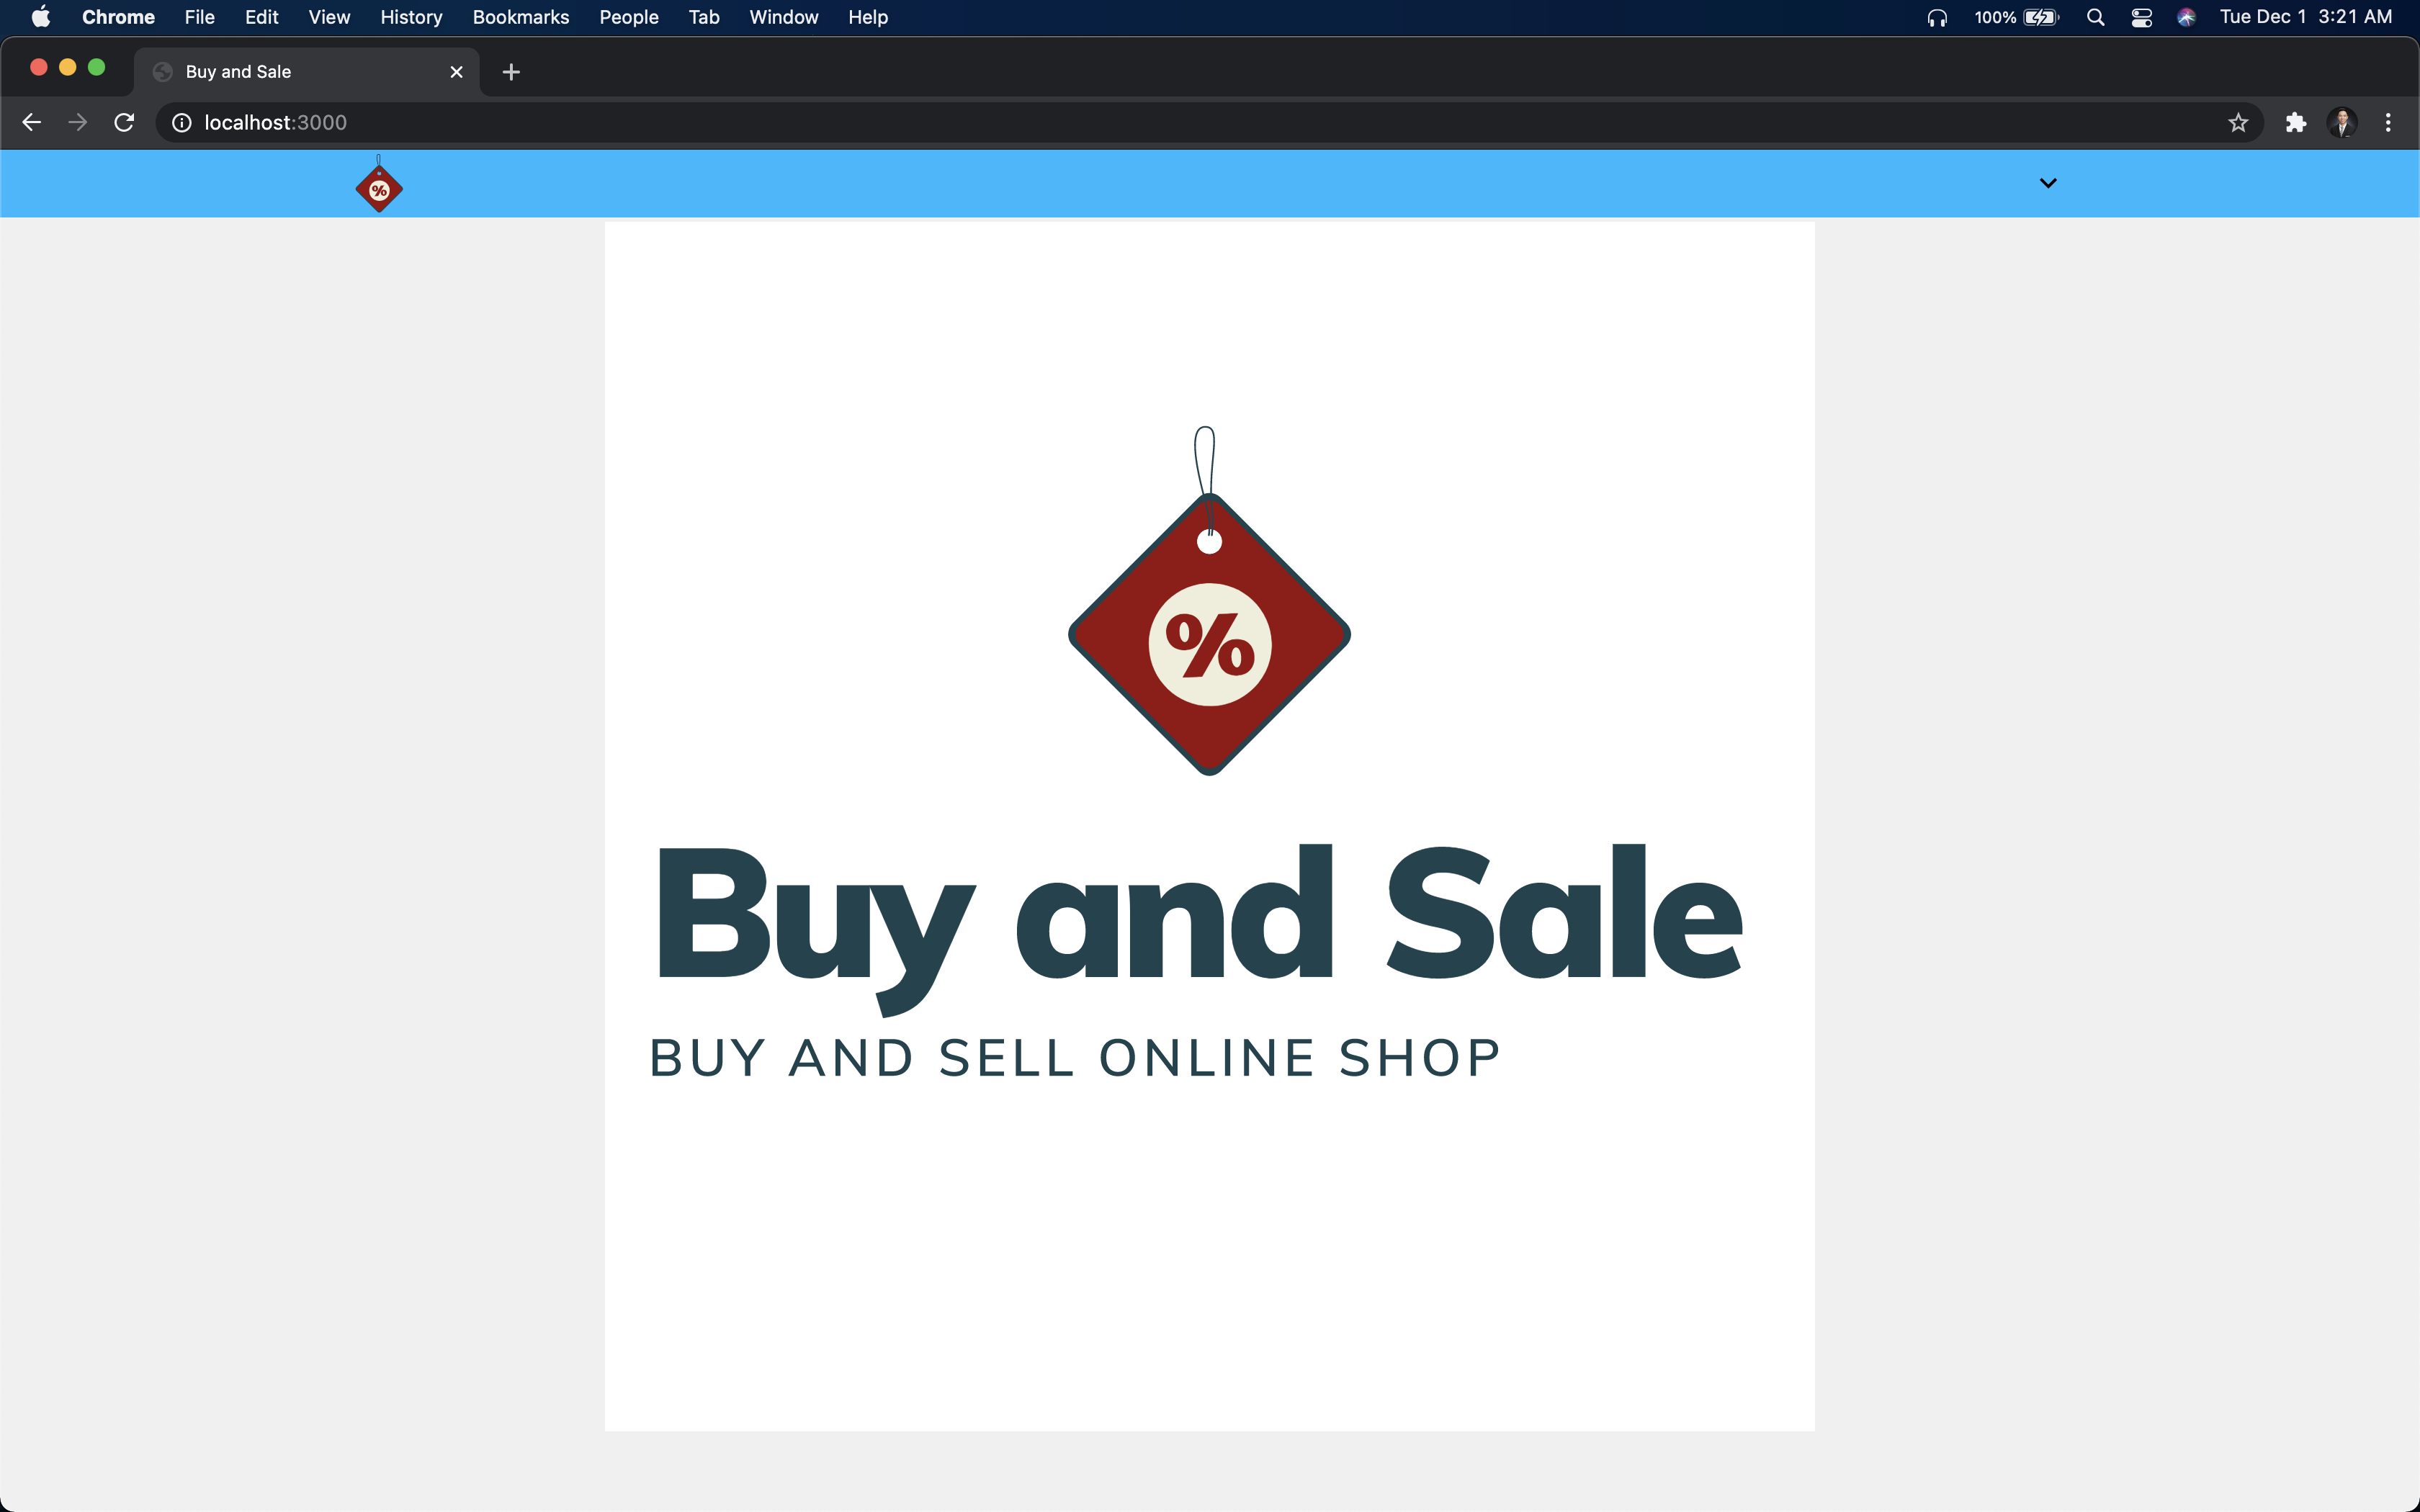 Chrome File Edit View History Bookmarks People Tab Window Help 100% Tue Dec 1 3:21 AM
Buy and Sale
localhost:3000
%
%
Buy and Sale
BUY AND SELL ONLINE SHOP